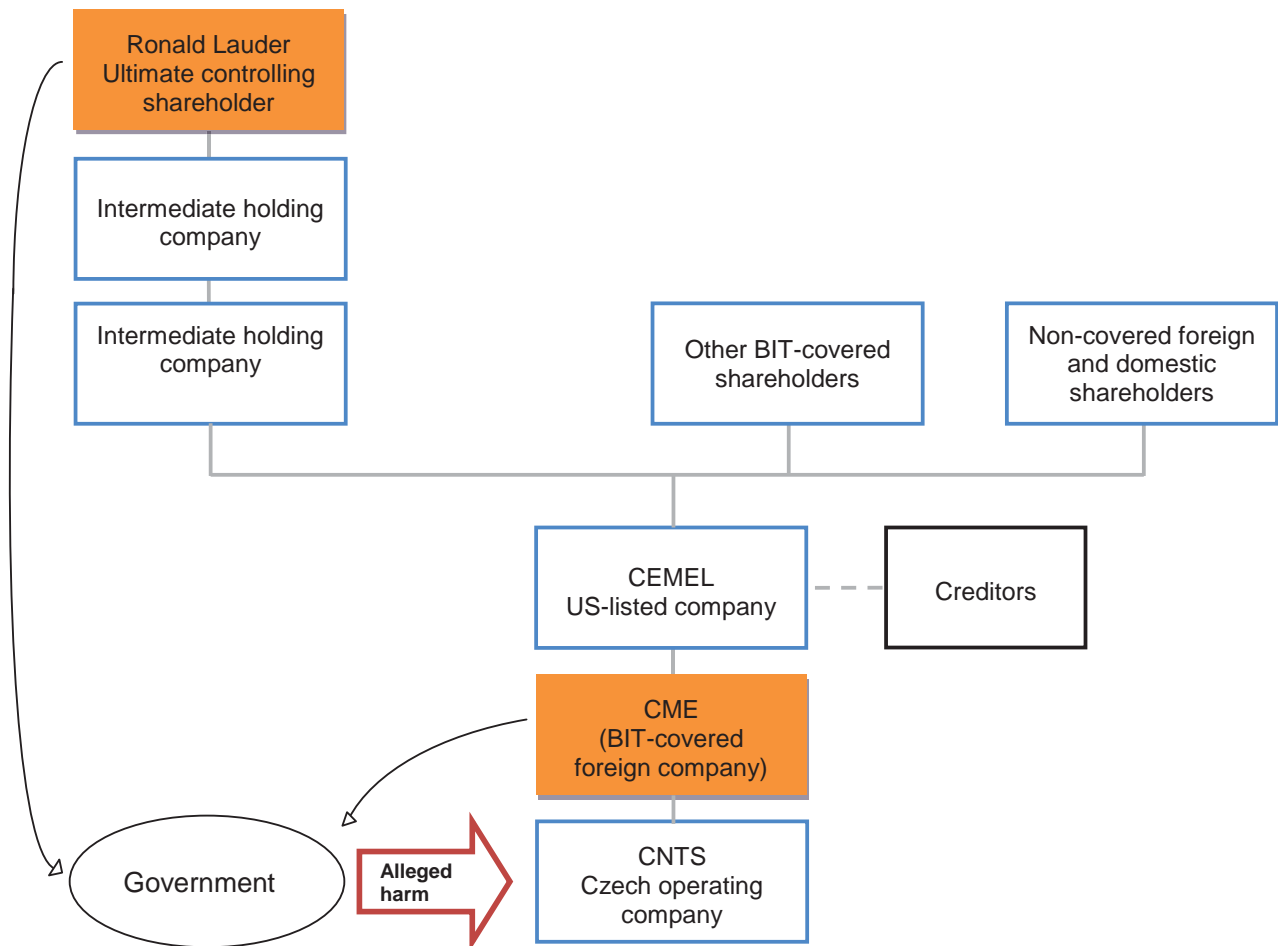 Ronald Lauder
Ultimate controlling
shareholder
Intermediate holding
company
Intermediate holding
company
Other BIT-covered
shareholders
Non-covered foreign
and domestic
shareholders
CEMEL
US-listed company
Creditors
CME
(BIT-covered
foreign company)
Government
Alleged
harm
CNTS
Czech operating
company